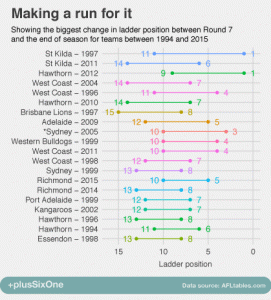 Making a run for it
Showing the biggest change in ladder position between Round 7
and the end of season for teams between 1994 and 2015
St Kilda – 1997 11 1
St Kilda – 2011 14 6
Hawthorn – 2012 9 1
West Coast – 2004 14 7
West Coast – 1996 11 4
Hawthorn – 2010 14 7
Brisbane Lions – 1997 15 8
Adelaide – 2009 12 5
*Sydney – 2005 10 3
Western Bulldogs – 1999 10 4
West Coast – 2011 10 4
West Coast – 1998 12 7
Sydney – 1999 13 8
Richmond – 2015 10 5
Richmond – 2014 13 8
Port Adelaide – 1999 12 7
Kangaroos – 2002 12 7
Hawthorn – 1996 13 8
Hawthorn – 1994 11 6
Essendon – 1998 13 8
15 10 5 0
Ladder position
+plusSixOne
Data source: AFLtables.com